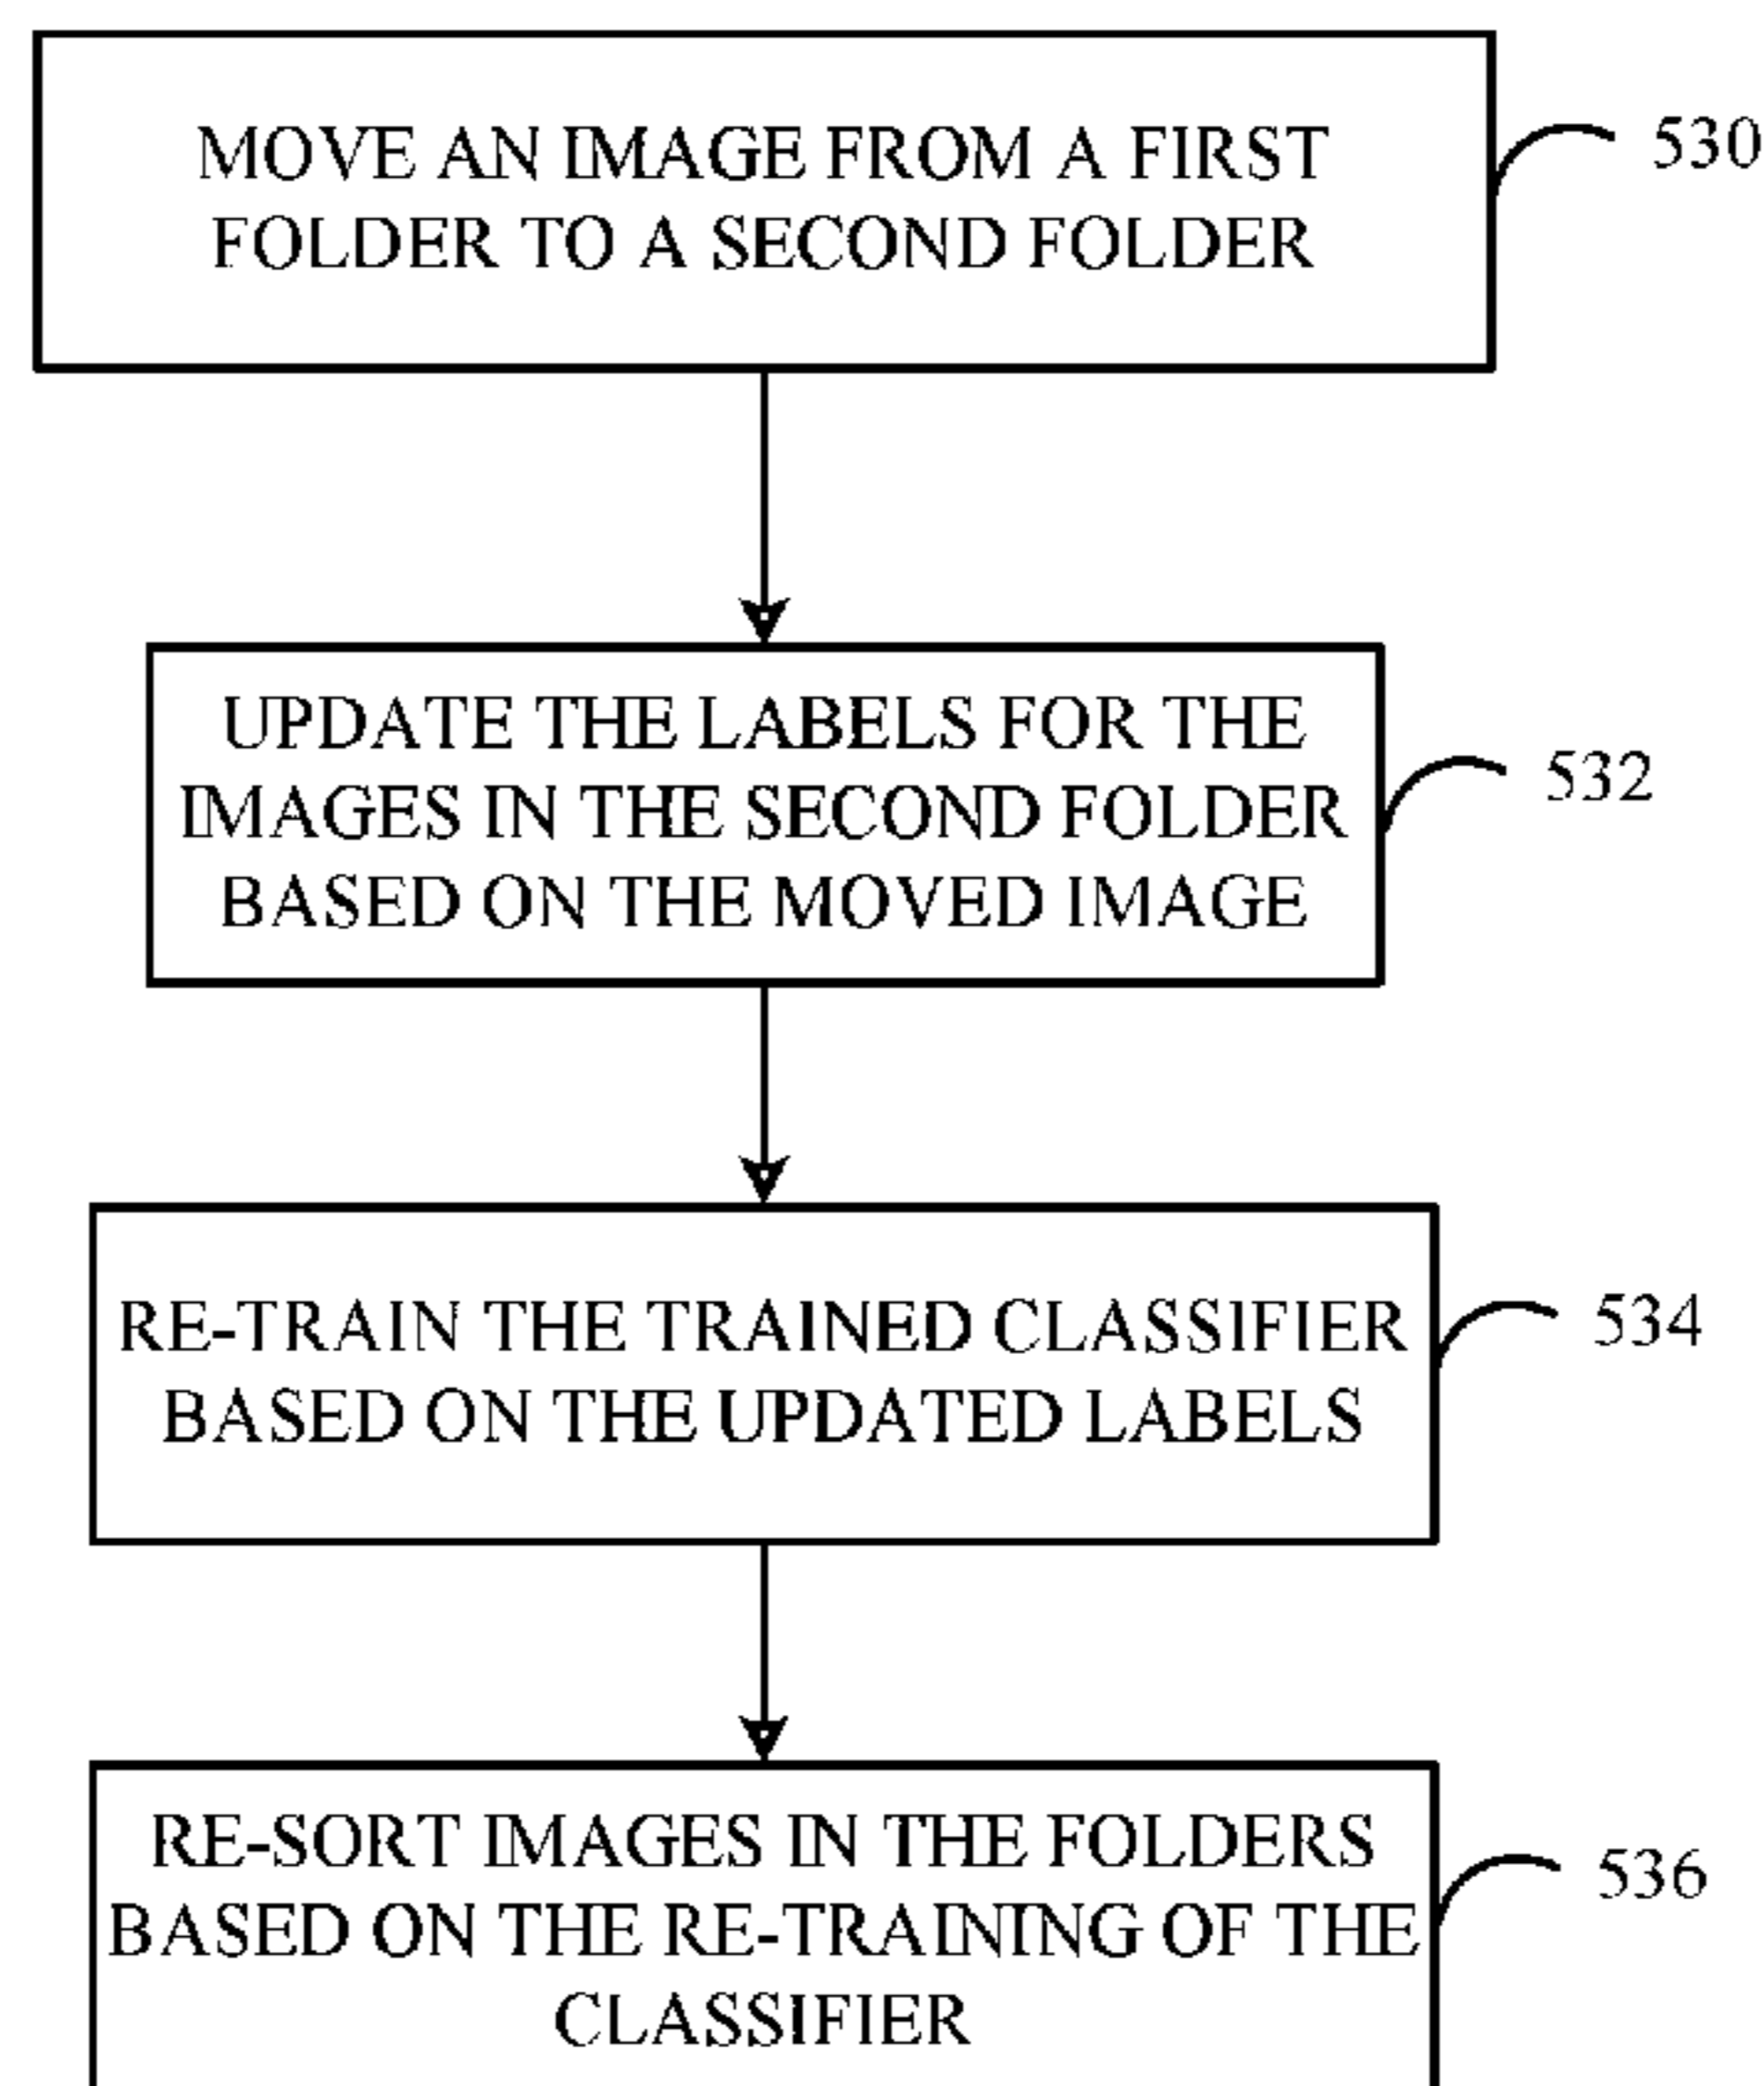 MOVE AN IMAGE FROM A FIRST
FOLDER TO A SECOND FOLDER
530
UPDATE THE LABELS FOR THE
IMAGES IN THE SECOND FOLDER
BASED ON THE MOVED IMAGE
532
RE-TRAIN THE TRAINED CLASSIFIER
BASED ON THE UPDATED LABELS
534
RE-SORT IMAGES IN THE FOLDERS
BASED ON THE RE-TRAINING OF THE
CLASSIFIER
536